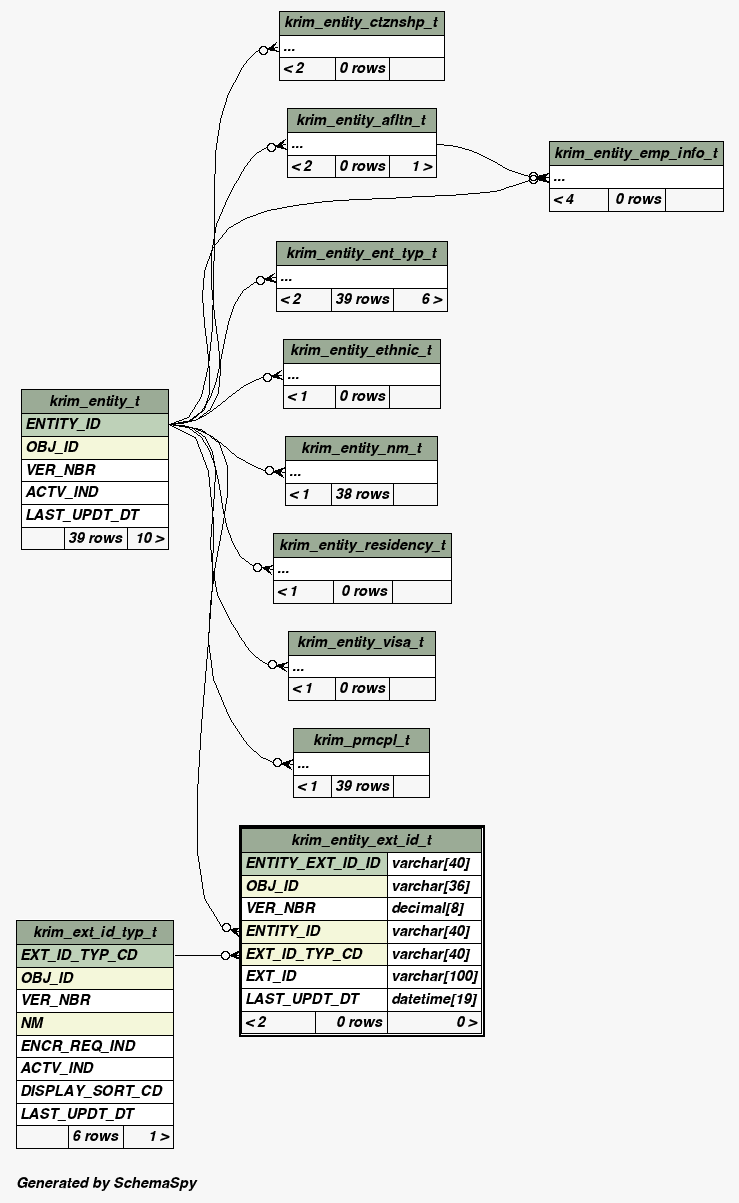 krim_entity_ctznshp_t
...
< 2 0 rows
krim_entity_afltn_t
...
< 2 0 rows 1 >
krim_entity_emp_info_t
...
< 4 0 rows
krim_entity_ent_typ_t
...
< 2 39 rows 6 >
krim_entity_ethnic_t
...
< 1 0 rows
krim_entity_t
ENTITY_ID
OBJ_ID
VER_NBR
ACTV_IND
LAST_UPDT_DT
39 rows 10 >
krim_entity_nm_t
...
< 1 38 rows
krim_entity_residency_t
...
< 1 0 rows
krim_entity_visa_t
...
< 1 0 rows
krim_prncpl_t
...
< 1 39 rows
krim_entity_ext_id_t
ENTITY_EXT_ID_ID varchar[40]
OBJ_ID varchar[36]
VER_NBR decimal[8]
ENTITY_ID varchar[40]
EXT_ID_TYP_CD varchar[40]
EXT_ID varchar[100]
LAST_UPDT_DT datetime[19]
< 2 0 rows 0 >
krim_ext_id_typ_t
EXT_ID_TYP_CD
OBJ_ID
VER_NBR
NM
ENCR_REQ_IND
ACTV_IND
DISPLAY_SORT_CD
LAST_UPDT_DT
6 rows 1 >
Generated by SchemaSpy